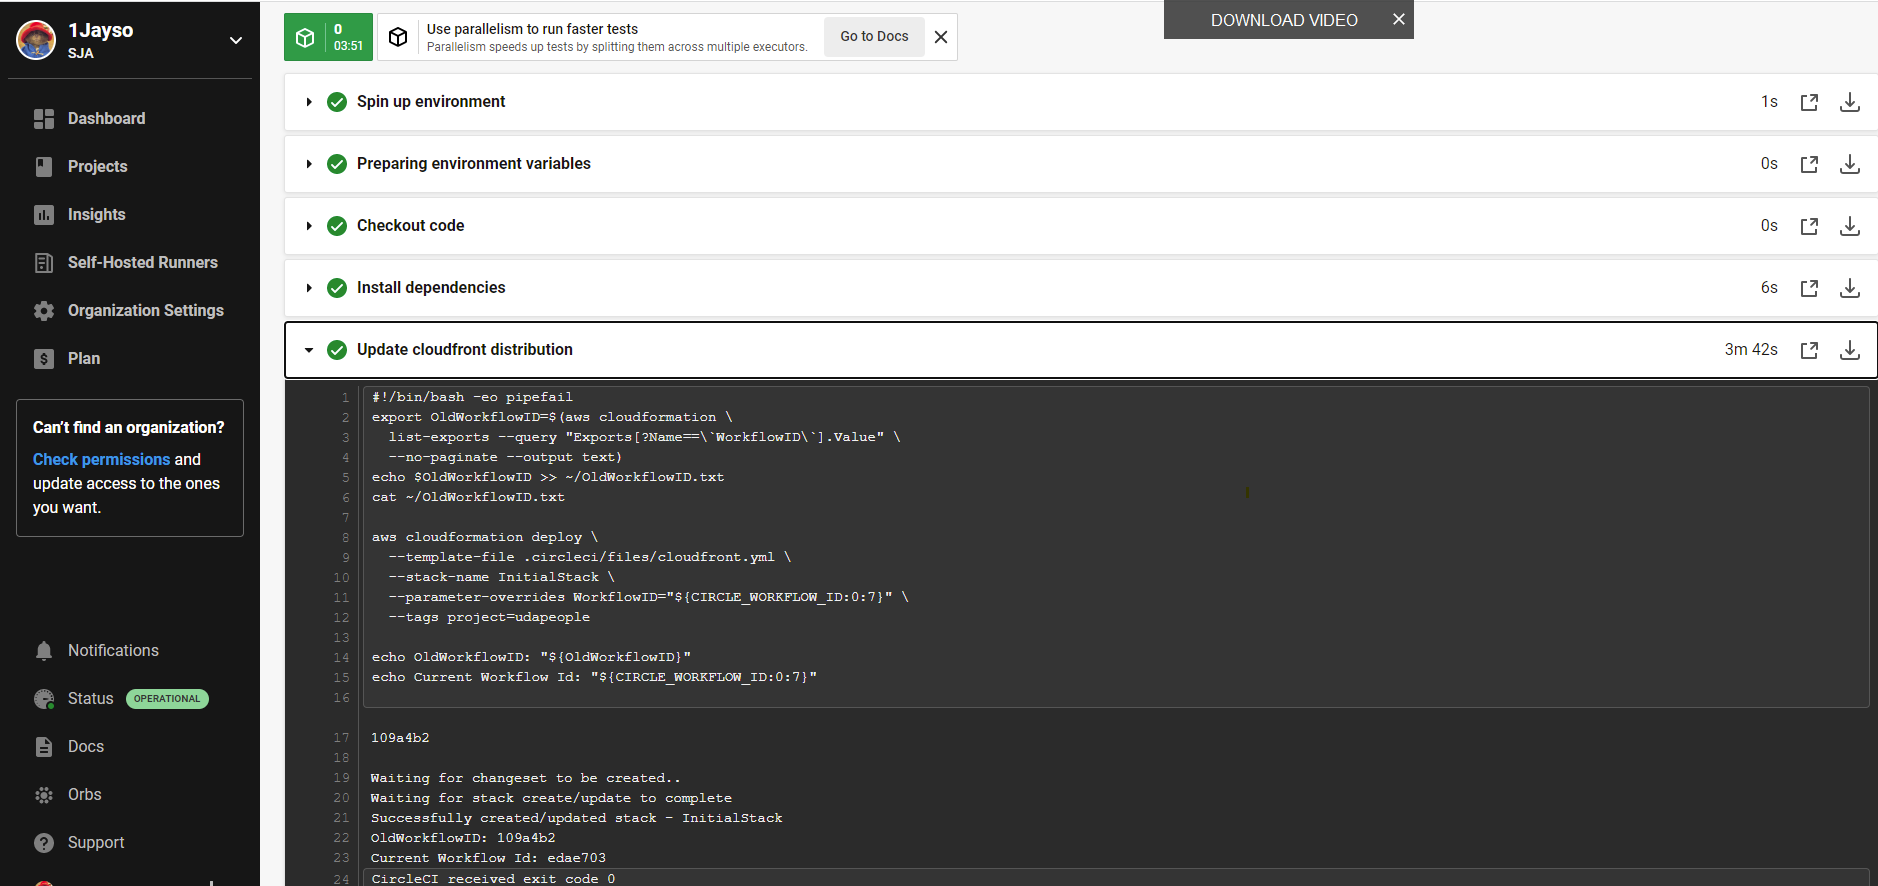 1Jayso
SJA
Dashboard
Projects
Insights
Self-Hosted Runners
Organization Settings
Plan
Can't find an organization?
Check permissions and
update access to the ones
you want.
Notifications
Status OPERATIONAL
Docs
Orbs
Support
0
03:51
Use parallelism to run faster tests
Parallelism speeds up tests by splitting them across multiple executors.
Go to Docs
DOWNLOAD VIDEO
Spin up environment 1s
Preparing environment variables 0s
Checkout code 0s
Install dependencies 6s
Update cloudfront distribution 3m 42s
1 #!/bin/bash -eo pipefail
2 export OldWorkflowID=$(aws cloudformation \
3 list-exports --query "Exports[?Name==\`WorkflowID\`].Value" \
4 --no-paginate --output text)
5 echo $OldWorkflowID >> ~/OldWorkflowID.txt
6 cat ~/OldWorkflowID.txt
7
8 aws cloudformation deploy \
9 --template-file .circleci/files/cloudfront.yml \
10 --stack-name InitialStack \
11 --parameter-overrides WorkflowID="${CIRCLE_WORKFLOW_ID:0:7}" \
12 --tags project=udapeople
13
14 echo OldWorkflowID: "${OldWorkflowID}"
15 echo Current Workflow Id: "${CIRCLE_WORKFLOW_ID:0:7}"
16
17 109a4b2
18
19 Waiting for changeset to be created..
20 Waiting for stack create/update to complete
21 Successfully created/updated stack - InitialStack
22 OldWorkflowID: 109a4b2
23 Current Workflow Id: edae703
24 CircleCI received exit code 0